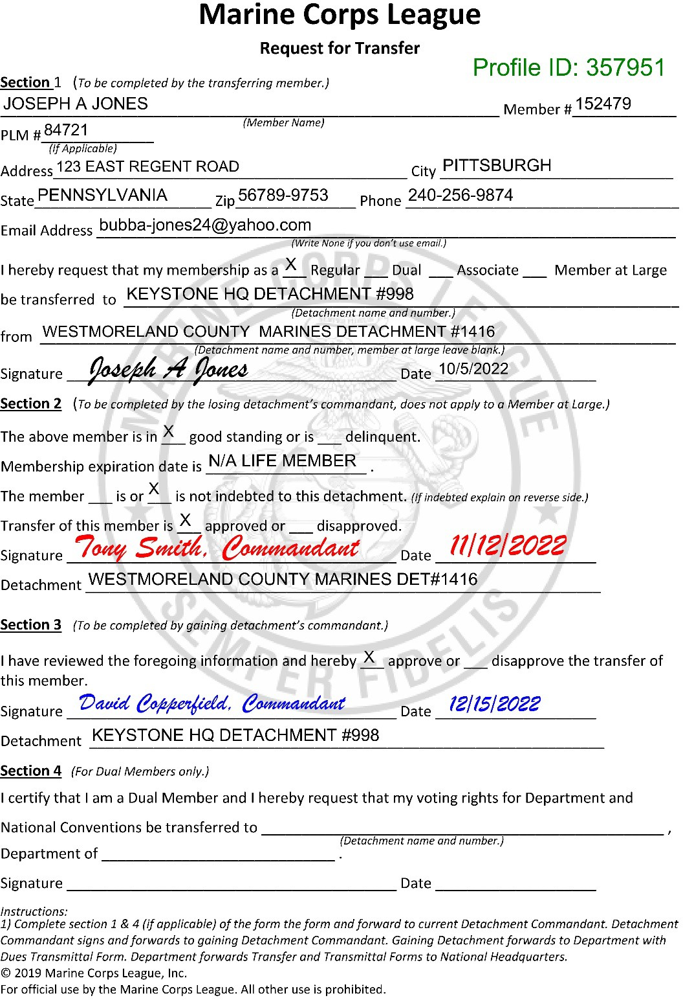 Marine Corps League
Request for Transfer
Profile ID: 357951
Section 1 (To be completed by the transferring member.)
JOSEPH A JONES Member # 152479
(Member Name)
PLM # 84721
(If Applicable)
Address 123 EAST REGENT ROAD City PITTSBURGH
State PENNSYLVANIA Zip 56789-9753 Phone 240-256-9874
Email Address bubba-jones24@yahoo.com
(Write None if you don't use email.)
I hereby request that my membership as a X Regular ___ Dual ___ Associate ___ Member at Large
be transferred to KEYSTONE HQ DETACHMENT #998
(Detachment name and number.)
from WESTMORELAND COUNTY MARINES DETACHMENT #1416
(Detachment name and number, member at large leave blank.)
Signature Joseph A Jones Date 10/5/2022
Section 2 (To be completed by the losing detachment's commandant, does not apply to a Member at Large.)
The above member is in X good standing or is ___ delinquent.
Membership expiration date is N/A LIFE MEMBER .
The member ___ is or X is not indebted to this detachment. (If indebted explain on reverse side.)
Transfer of this member is X approved or ___ disapproved.
Signature Tony Smith, Commandant Date 11/12/2022
Detachment WESTMORELAND COUNTY MARINES DET#1416
Section 3 (To be completed by gaining detachment's commandant.)
I have reviewed the foregoing information and hereby X approve or ___ disapprove the transfer of
this member.
Signature David Copperfield, Commandant Date 12/15/2022
Detachment KEYSTONE HQ DETACHMENT #998
Section 4 (For Dual Members only.)
I certify that I am a Dual Member and I hereby request that my voting rights for Department and
National Conventions be transferred to ___ ,
(Detachment name and number.)
Department of ___ .
Signature ___ Date ___
Instructions:
1) Complete section 1 & 4 (if applicable) of the form the form and forward to current Detachment Commandant. Detachment
Commandant signs and forwards to gaining Detachment Commandant. Gaining Detachment forwards to Department with
Dues Transmittal Form. Department forwards Transfer and Transmittal Forms to National Headquarters.
© 2019 Marine Corps League, Inc.
For official use by the Marine Corps League. All other use is prohibited.
MARINE CORPS LEAGUE
SEMPER FIDELIS